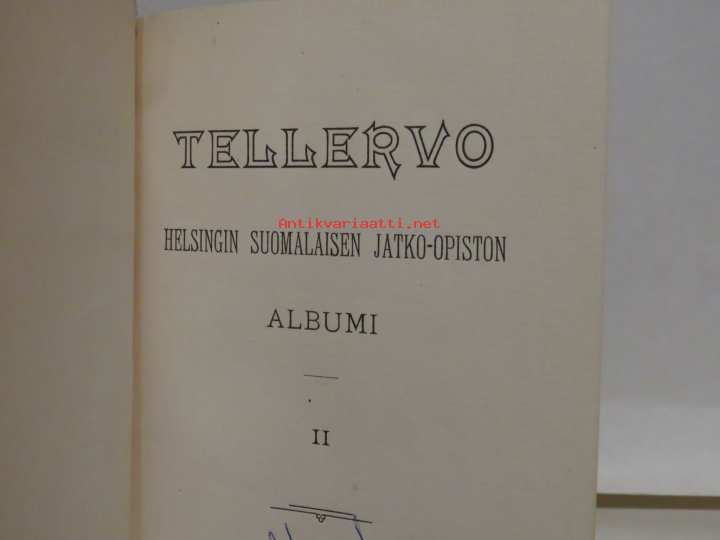 TELLERVO
Antikvariaatti.net
HELSINGIN SUOMALAISEN JATKO-OPISTON
ALBUMI
II